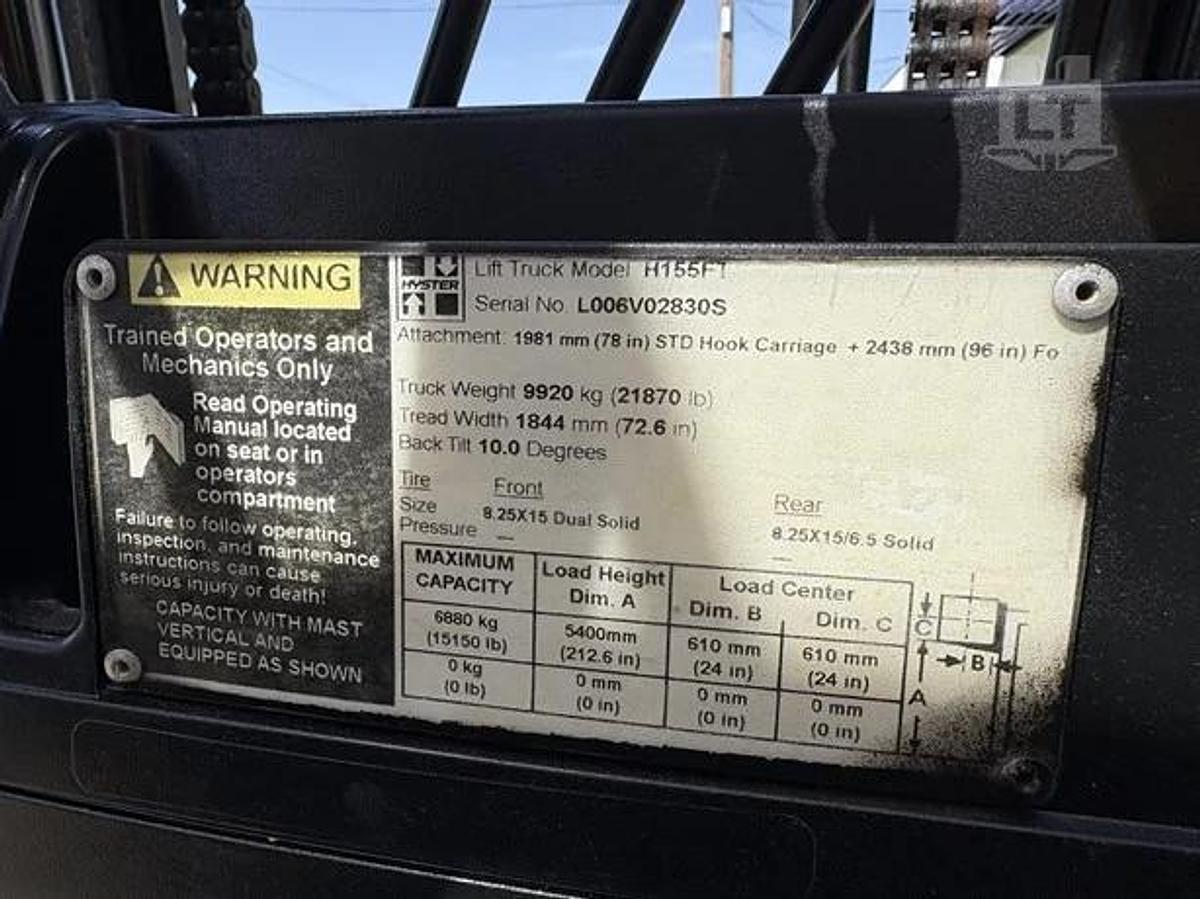 LT
WARNING
Trained Operators and
Mechanics Only
Read Operating
Manual located
on seat or in
operators
compartment
Failure to follow operating,
inspection, and maintenance
instructions can cause
serious injury or death!
CAPACITY WITH MAST
VERTICAL AND
EQUIPPED AS SHOWN
HYSTER
Lift Truck Model H155FT
Serial No. L006V02830S
Attachment: 1981 mm (78 in) STD Hook Carriage + 2438 mm (96 in) Fo
Truck Weight 9920 kg (21870 lb)
Tread Width 1844 mm (72.6 in)
Back Tilt 10.0 Degrees
Tire Front Rear
Size 8.25X15 Dual Solid 8.25X15/6.5 Solid
Pressure — —
MAXIMUM CAPACITY Load Height Dim. A Load Center Dim. B Dim. C
6880 kg 5400mm 610 mm 610 mm
(15150 lb) (212.6 in) (24 in) (24 in)
0 kg 0 mm 0 mm 0 mm
(0 lb) (0 in) (0 in) (0 in)
C
B
A